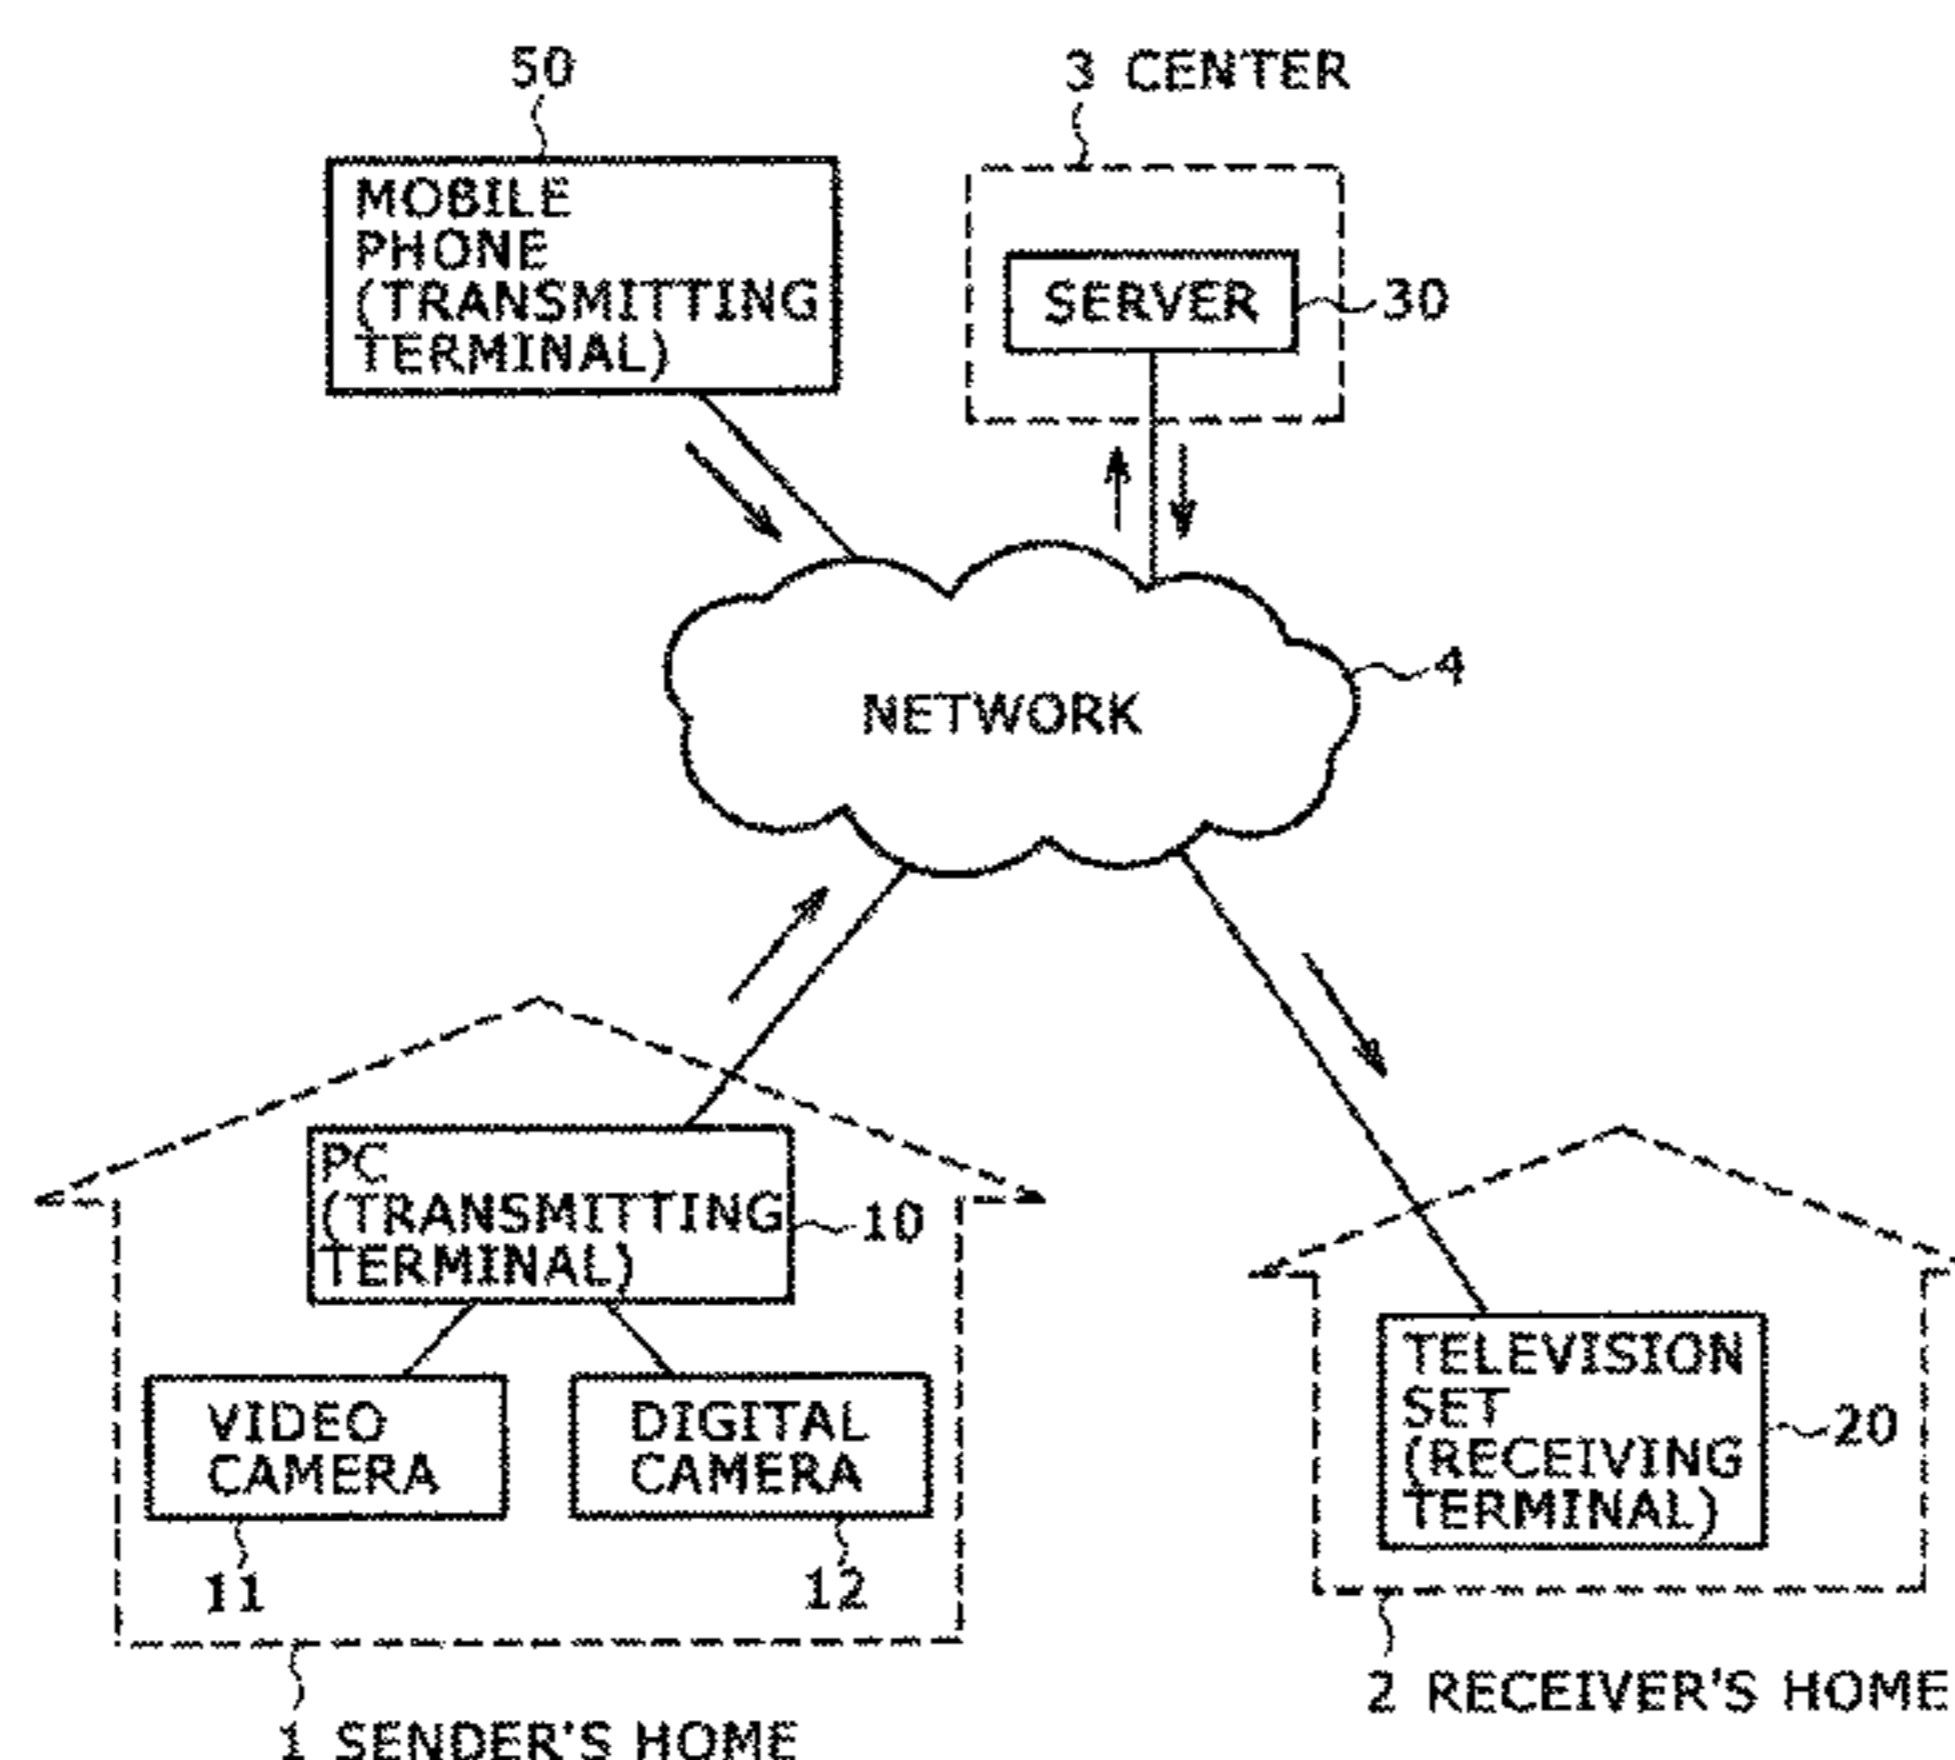 50
3 CENTER
MOBILE
PHONE
(TRANSMITTING
TERMINAL)
SERVER
30
NETWORK
4
PC
(TRANSMITTING
TERMINAL)
10
VIDEO
CAMERA
DIGITAL
CAMERA
11
12
1 SENDER'S HOME
TELEVISION
SET
(RECEIVING
TERMINAL)
20
2 RECEIVER'S HOME